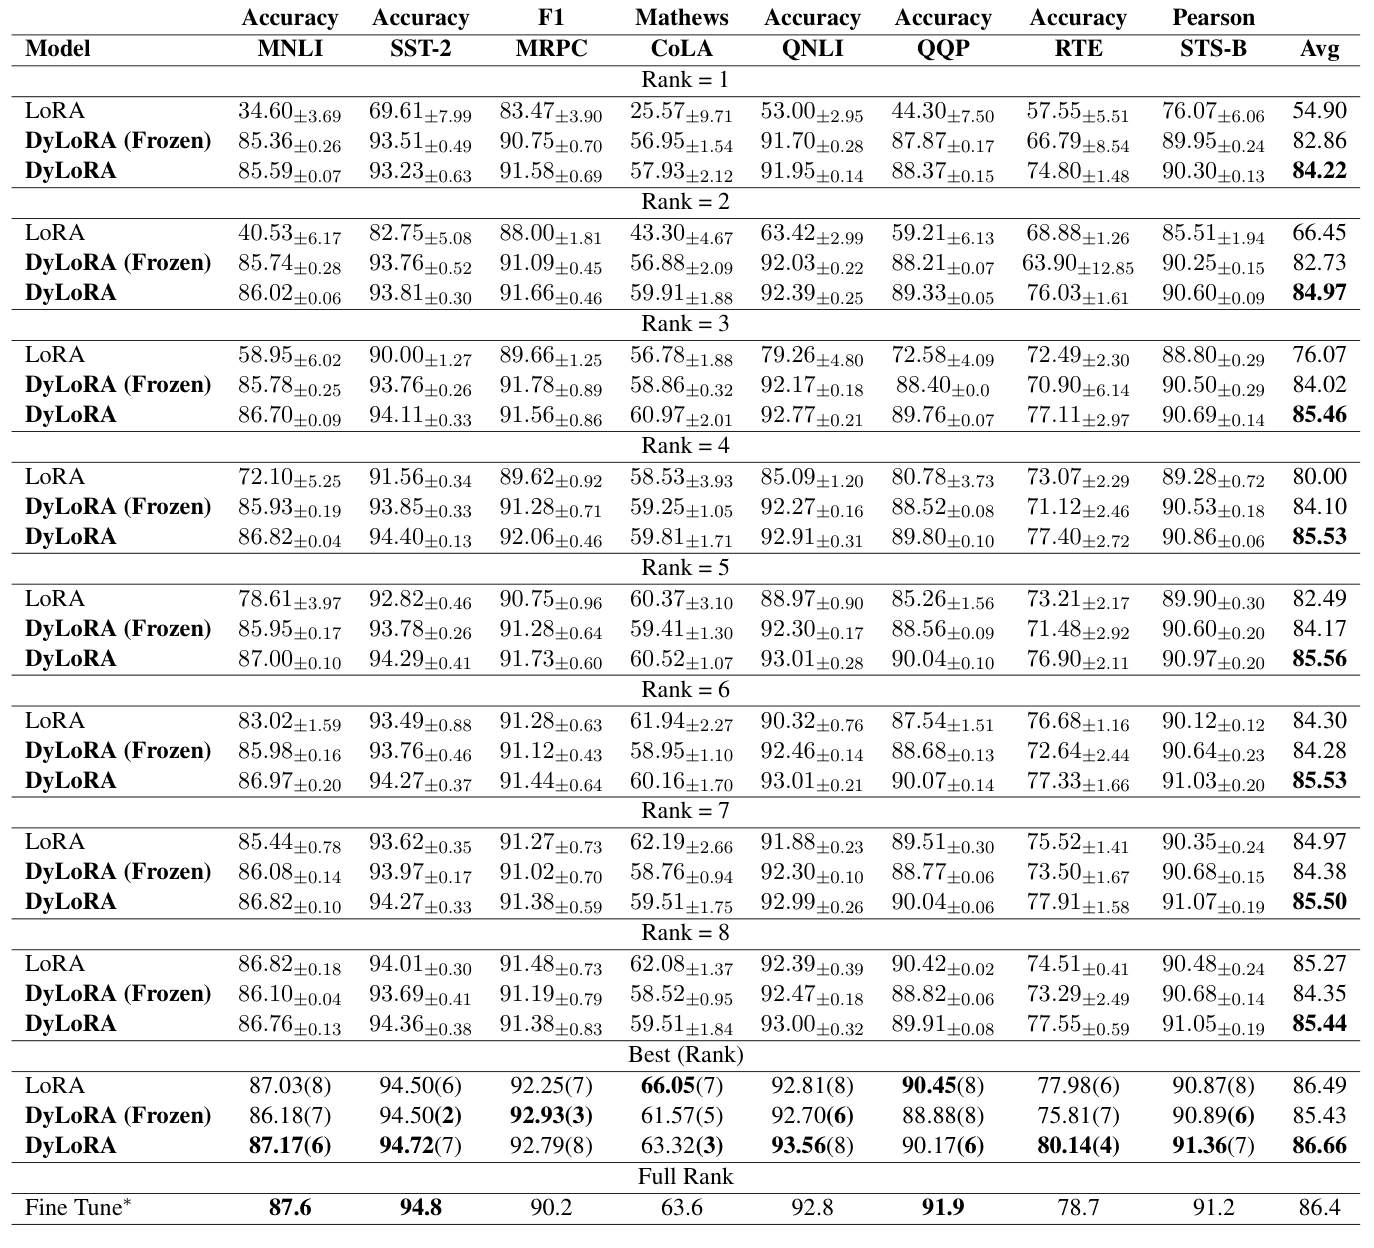 Accuracy Accuracy F1 Mathews Accuracy Accuracy Accuracy Pearson
Model MNLI SST-2 MRPC CoLA QNLI QQP RTE STS-B Avg
Rank = 1
LoRA 34.60±3.69 69.61±7.99 83.47±3.90 25.57±9.71 53.00±2.95 44.30±7.50 57.55±5.51 76.07±6.06 54.90
DyLoRA (Frozen) 85.36±0.26 93.51±0.49 90.75±0.70 56.95±1.54 91.70±0.28 87.87±0.17 66.79±8.54 89.95±0.24 82.86
DyLoRA 85.59±0.07 93.23±0.63 91.58±0.69 57.93±2.12 91.95±0.14 88.37±0.15 74.80±1.48 90.30±0.13 84.22
Rank = 2
LoRA 40.53±6.17 82.75±5.08 88.00±1.81 43.30±4.67 63.42±2.99 59.21±6.13 68.88±1.26 85.51±1.94 66.45
DyLoRA (Frozen) 85.74±0.28 93.76±0.52 91.09±0.45 56.88±2.09 92.03±0.22 88.21±0.07 63.90±12.85 90.25±0.15 82.73
DyLoRA 86.02±0.06 93.81±0.30 91.66±0.46 59.91±1.88 92.39±0.25 89.33±0.05 76.03±1.61 90.60±0.09 84.97
Rank = 3
LoRA 58.95±6.02 90.00±1.27 89.66±1.25 56.78±1.88 79.26±4.80 72.58±4.09 72.49±2.30 88.80±0.29 76.07
DyLoRA (Frozen) 85.78±0.25 93.76±0.26 91.78±0.89 58.86±0.32 92.17±0.18 88.40±0.0 70.90±6.14 90.50±0.29 84.02
DyLoRA 86.70±0.09 94.11±0.33 91.56±0.86 60.97±2.01 92.77±0.21 89.76±0.07 77.11±2.97 90.69±0.14 85.46
Rank = 4
LoRA 72.10±5.25 91.56±0.34 89.62±0.92 58.53±3.93 85.09±1.20 80.78±3.73 73.07±2.29 89.28±0.72 80.00
DyLoRA (Frozen) 85.93±0.19 93.85±0.33 91.28±0.71 59.25±1.05 92.27±0.16 88.52±0.08 71.12±2.46 90.53±0.18 84.10
DyLoRA 86.82±0.04 94.40±0.13 92.06±0.46 59.81±1.71 92.91±0.31 89.80±0.10 77.40±2.72 90.86±0.06 85.53
Rank = 5
LoRA 78.61±3.97 92.82±0.46 90.75±0.96 60.37±3.10 88.97±0.90 85.26±1.56 73.21±2.17 89.90±0.30 82.49
DyLoRA (Frozen) 85.95±0.17 93.78±0.26 91.28±0.64 59.41±1.30 92.30±0.17 88.56±0.09 71.48±2.92 90.60±0.20 84.17
DyLoRA 87.00±0.10 94.29±0.41 91.73±0.60 60.52±1.07 93.01±0.28 90.04±0.10 76.90±2.11 90.97±0.20 85.56
Rank = 6
LoRA 83.02±1.59 93.49±0.88 91.28±0.63 61.94±2.27 90.32±0.76 87.54±1.51 76.68±1.16 90.12±0.12 84.30
DyLoRA (Frozen) 85.98±0.16 93.76±0.46 91.12±0.43 58.95±1.10 92.46±0.14 88.68±0.13 72.64±2.44 90.64±0.23 84.28
DyLoRA 86.97±0.20 94.27±0.37 91.44±0.64 60.16±1.70 93.01±0.21 90.07±0.14 77.33±1.66 91.03±0.20 85.53
Rank = 7
LoRA 85.44±0.78 93.62±0.35 91.27±0.73 62.19±2.66 91.88±0.23 89.51±0.30 75.52±1.41 90.35±0.24 84.97
DyLoRA (Frozen) 86.08±0.14 93.97±0.17 91.02±0.70 58.76±0.94 92.30±0.10 88.77±0.06 73.50±1.67 90.68±0.15 84.38
DyLoRA 86.82±0.10 94.27±0.33 91.38±0.59 59.51±1.75 92.99±0.26 90.04±0.06 77.91±1.58 91.07±0.19 85.50
Rank = 8
LoRA 86.82±0.18 94.01±0.30 91.48±0.73 62.08±1.37 92.39±0.39 90.42±0.02 74.51±0.41 90.48±0.24 85.27
DyLoRA (Frozen) 86.10±0.04 93.69±0.41 91.19±0.79 58.52±0.95 92.47±0.18 88.82±0.06 73.29±2.49 90.68±0.14 84.35
DyLoRA 86.76±0.13 94.36±0.38 91.38±0.83 59.51±1.84 93.00±0.32 89.91±0.08 77.55±0.59 91.05±0.19 85.44
Best (Rank)
LoRA 87.03(8) 94.50(6) 92.25(7) 66.05(7) 92.81(8) 90.45(8) 77.98(6) 90.87(8) 86.49
DyLoRA (Frozen) 86.18(7) 94.50(2) 92.93(3) 61.57(5) 92.70(6) 88.88(8) 75.81(7) 90.89(6) 85.43
DyLoRA 87.17(6) 94.72(7) 92.79(8) 63.32(3) 93.56(8) 90.17(6) 80.14(4) 91.36(7) 86.66
Full Rank
Fine Tune* 87.6 94.8 90.2 63.6 92.8 91.9 78.7 91.2 86.4